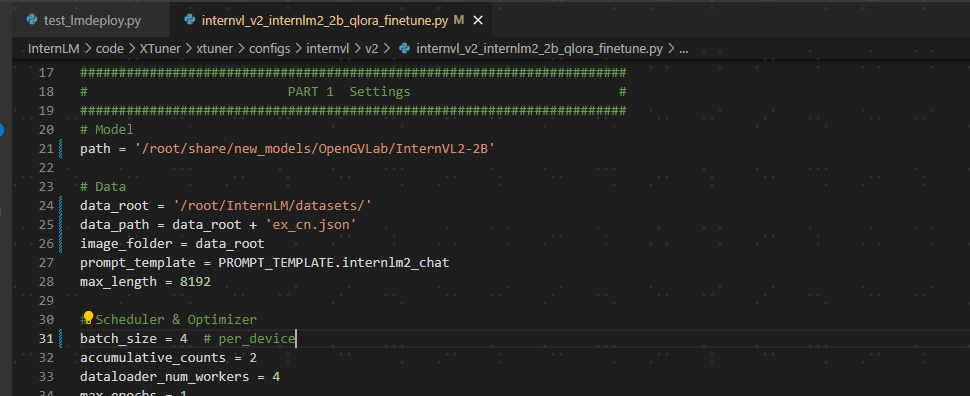 test_lmdeploy.py internvl_v2_internlm2_2b_qlora_finetune.py M
InternLM > code > XTuner > xtuner > configs > internvl > v2 > internvl_v2_internlm2_2b_qlora_finetune.py > ...
17 ######################################################################
18 # PART 1 Settings #
19 ######################################################################
20 # Model
21 path = '/root/share/new_models/OpenGVLab/InternVL2-2B'
22
23 # Data
24 data_root = '/root/InternLM/datasets/'
25 data_path = data_root + 'ex_cn.json'
26 image_folder = data_root
27 prompt_template = PROMPT_TEMPLATE.internlm2_chat
28 max_length = 8192
29
30 # Scheduler & Optimizer
31 batch_size = 4 # per_device
32 accumulative_counts = 2
33 dataloader_num_workers = 4
34 max_epochs = 1